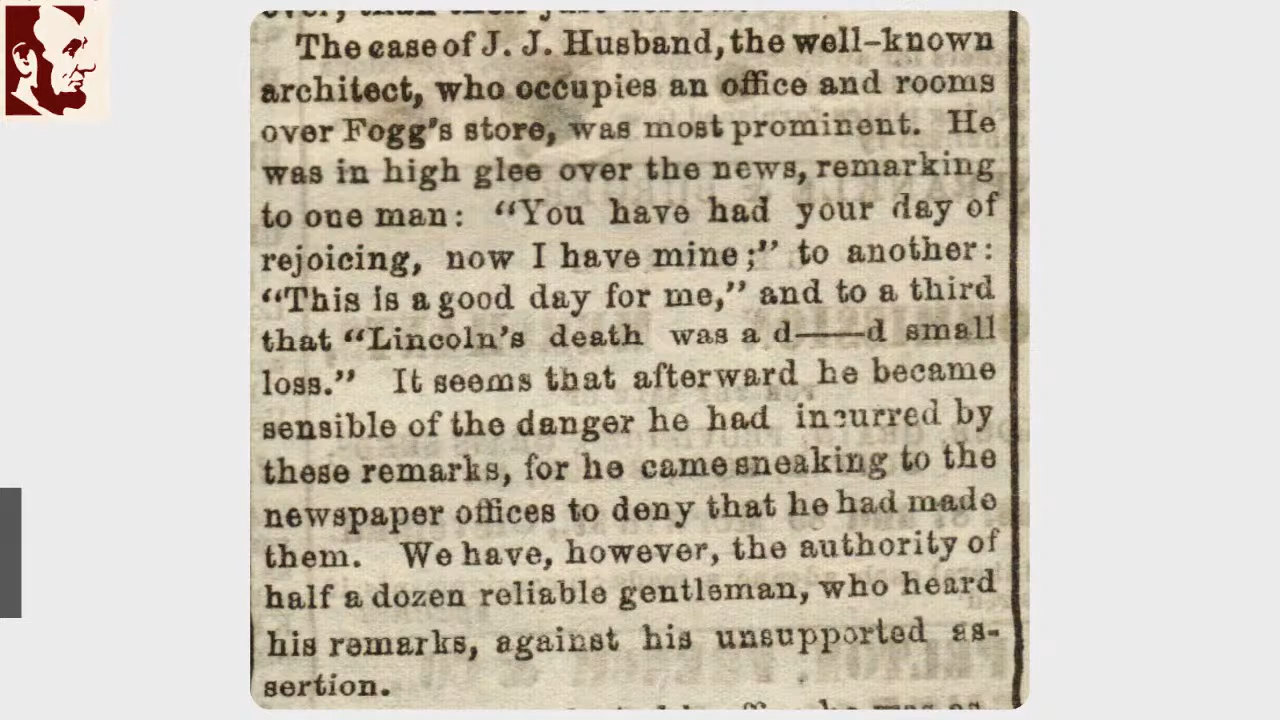 The case of J. J. Husband, the well-known
architect, who occupies an office and rooms
over Fogg's store, was most prominent. He
was in high glee over the news, remarking
to one man: "You have had your day of
rejoicing, now I have mine;" to another:
"This is a good day for me," and to a third
that "Lincoln's death was a d——d small
loss." It seems that afterward he became
sensible of the danger he had incurred by
these remarks, for he came sneaking to the
newspaper offices to deny that he had made
them. We have, however, the authority of
half a dozen reliable gentleman, who heard
his remarks, against his unsupported as-
sertion.